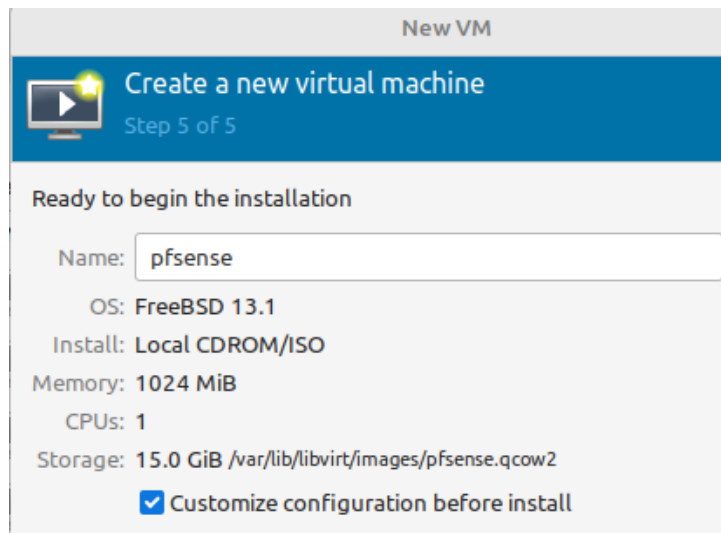 New VM
Create a new virtual machine
Step 5 of 5
Ready to begin the installation
Name: pfsense
OS: FreeBSD 13.1
Install: Local CDROM/ISO
Memory: 1024 MiB
CPUs: 1
Storage: 15.0 GiB /var/lib/libvirt/images/pfsense.qcow2
Customize configuration before install